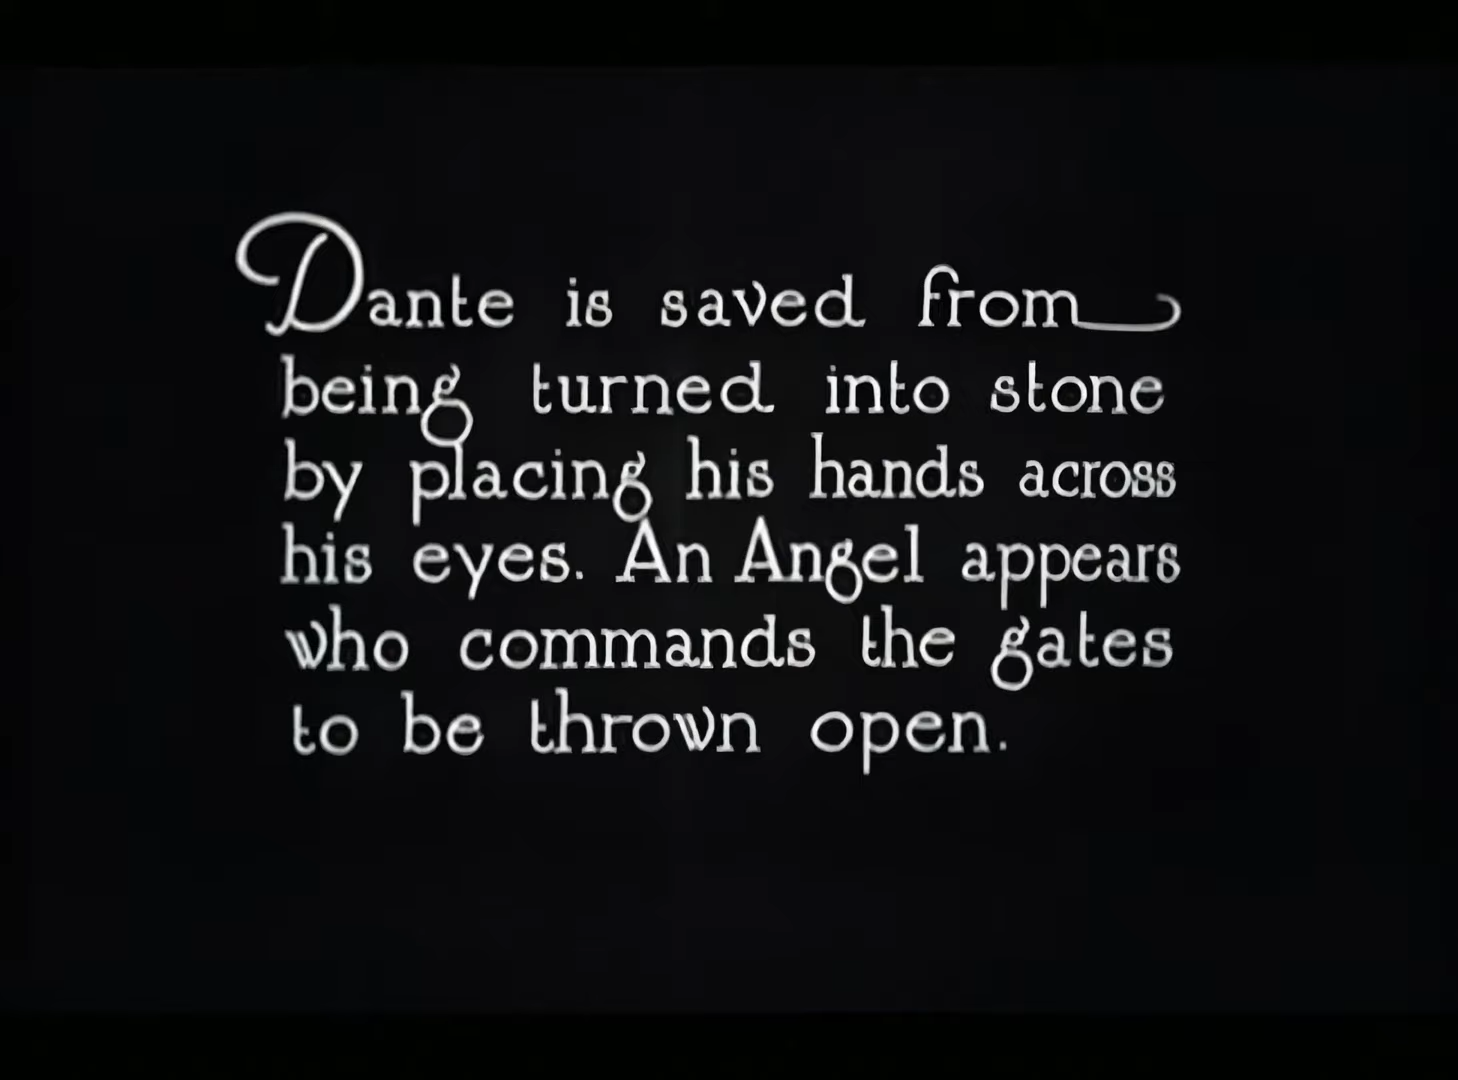 Dante is saved from
being turned into stone
by placing his hands across
his eyes. An Angel appears
who commands the gates
to be thrown open.